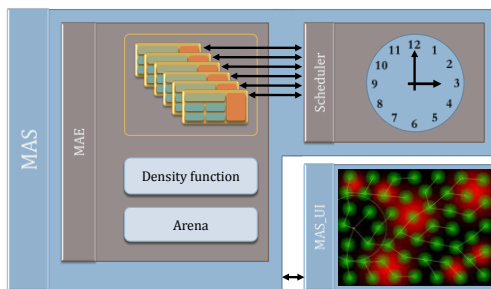 MAS
MAE
Density function
Arena
Scheduler
12
1
2
3
4
5
6
7
8
9
10
11
MAS_UI